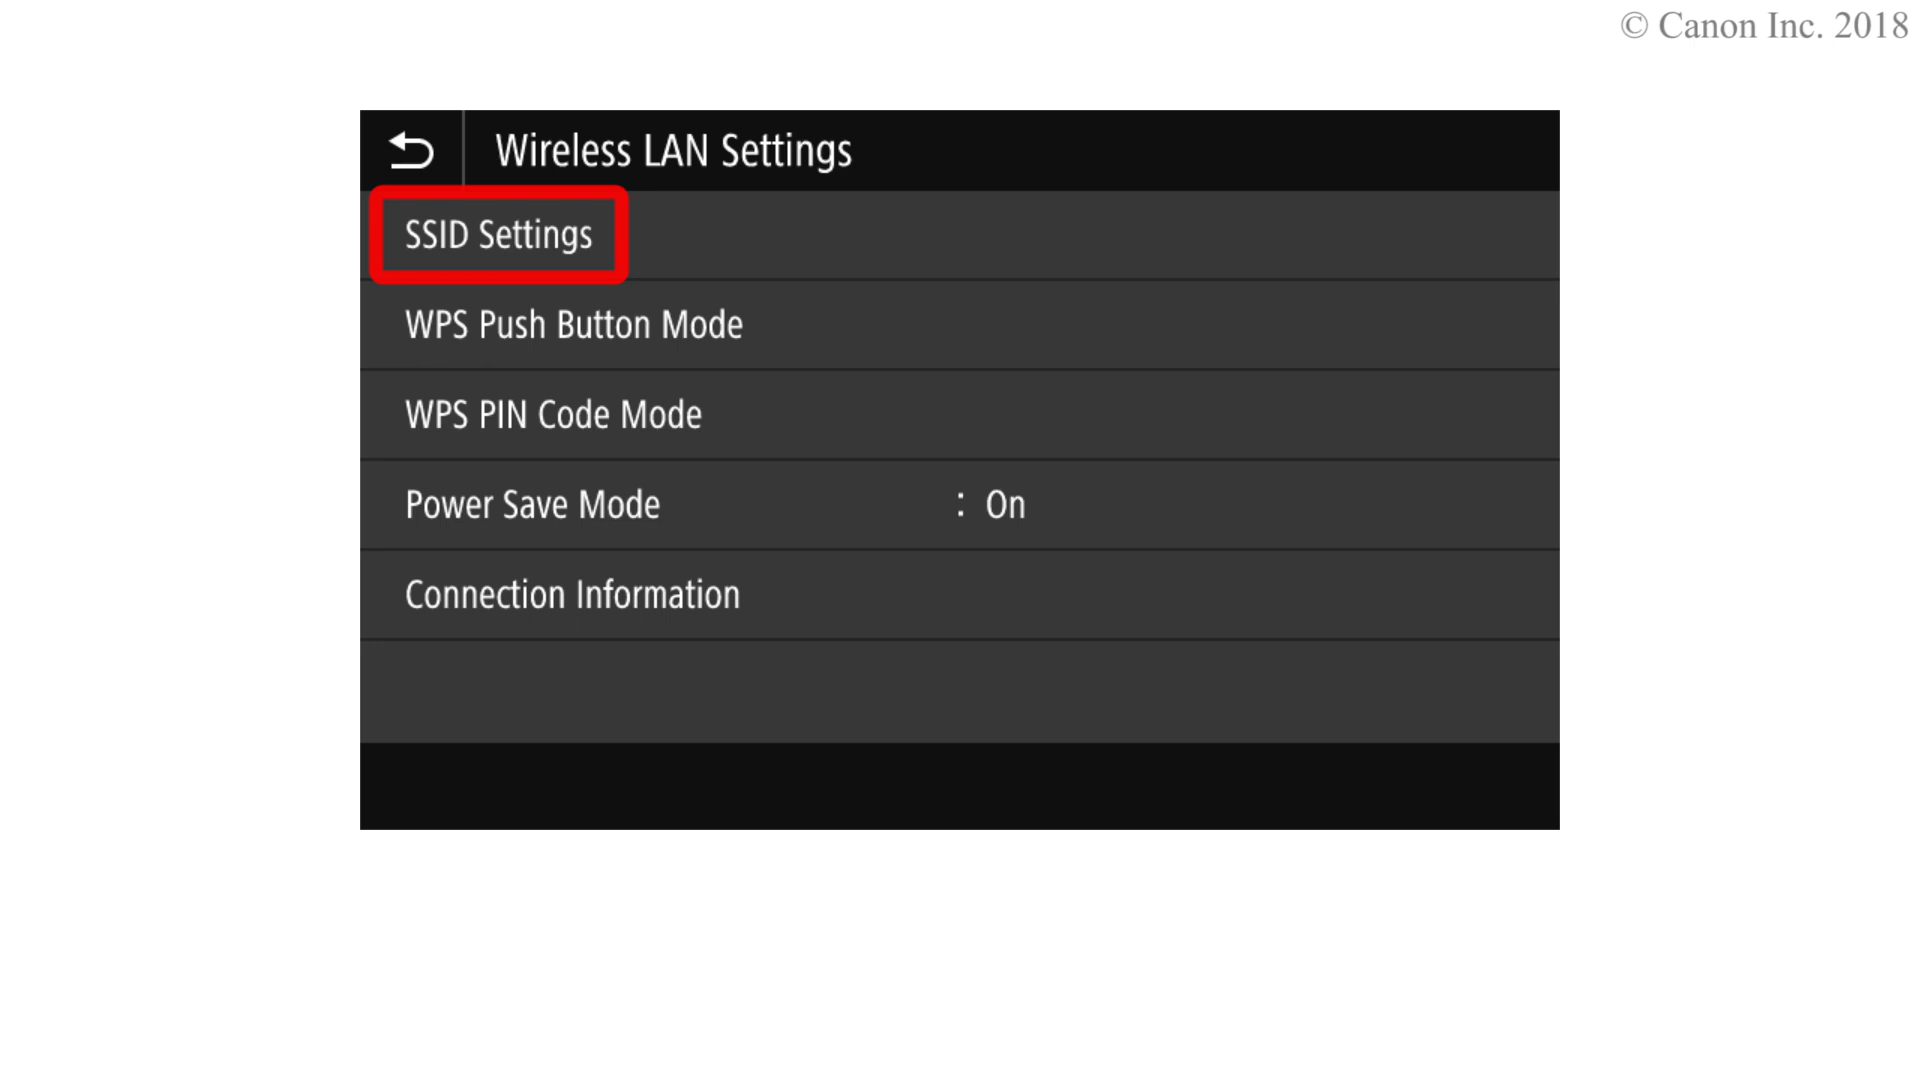 © Canon Inc. 2018
Wireless LAN Settings
SSID Settings
WPS Push Button Mode
WPS PIN Code Mode
Power Save Mode : On
Connection Information